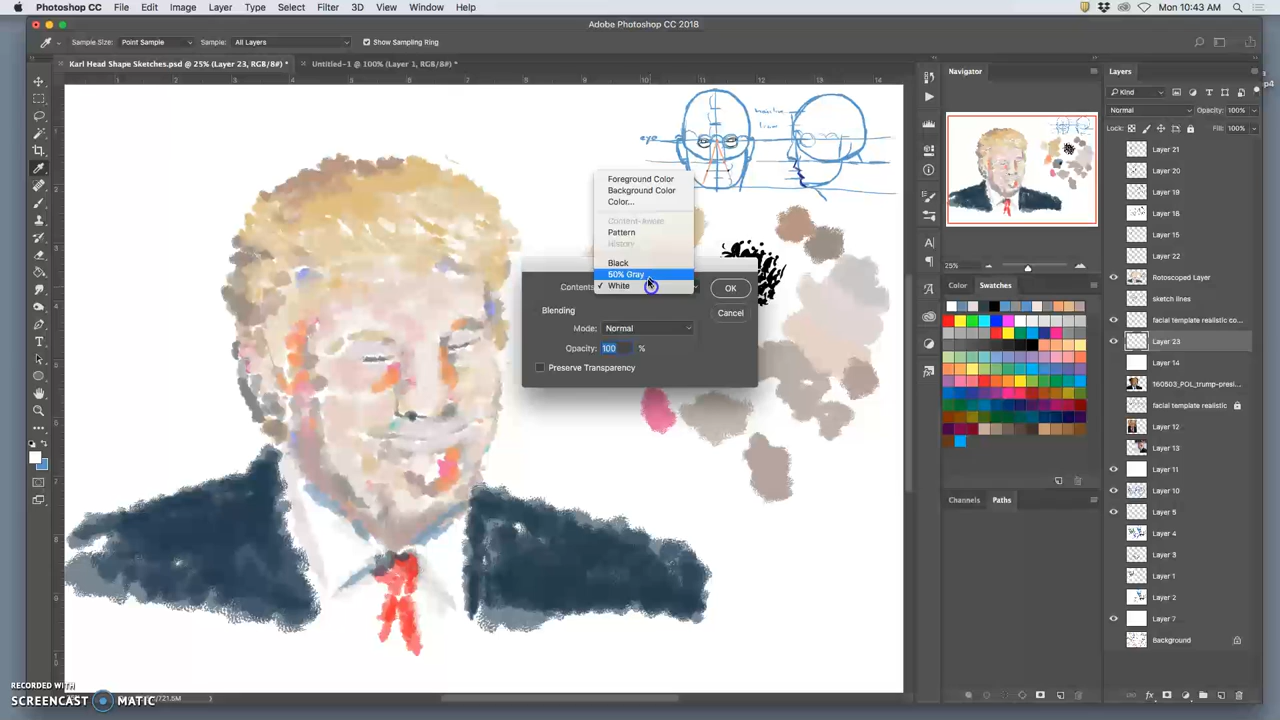 Photoshop CC File Edit Image Layer Type Select Filter 3D View Window Help Mon 10:43 AM
Adobe Photoshop CC 2018
Sample Size: Point Sample Sample: All Layers Show Sampling Ring
Karl Head Shape Sketches.psd @ 25% (Layer 23, RGB/8#) * Untitled-1 @ 100% (Layer 1, RGB/8#) *
Navigator
25%
Color Swatches
Channels Paths
Layers
Kind
Normal Opacity: 100%
Lock: Fill: 100%
Layer 21
Layer 20
Layer 19
Layer 18
Layer 15
Layer 22
Rotoscoped Layer
sketch lines
facial template realistic co...
Layer 23
Layer 14
160503_POL_trump-presi...
facial template realistic
Layer 12
Layer 13
Layer 11
Layer 10
Layer 5
Layer 4
Layer 3
Layer 1
Layer 2
Layer 7
Background
eye
Foreground Color
Background Color
Color...
Content-Aware
Pattern
History
Black
50% Gray
✓ White
Contents
OK
Cancel
Blending
Mode: Normal
Opacity: 100 %
Preserve Transparency
RECORDED WITH
SCREENCAST MATIC
/721.5M